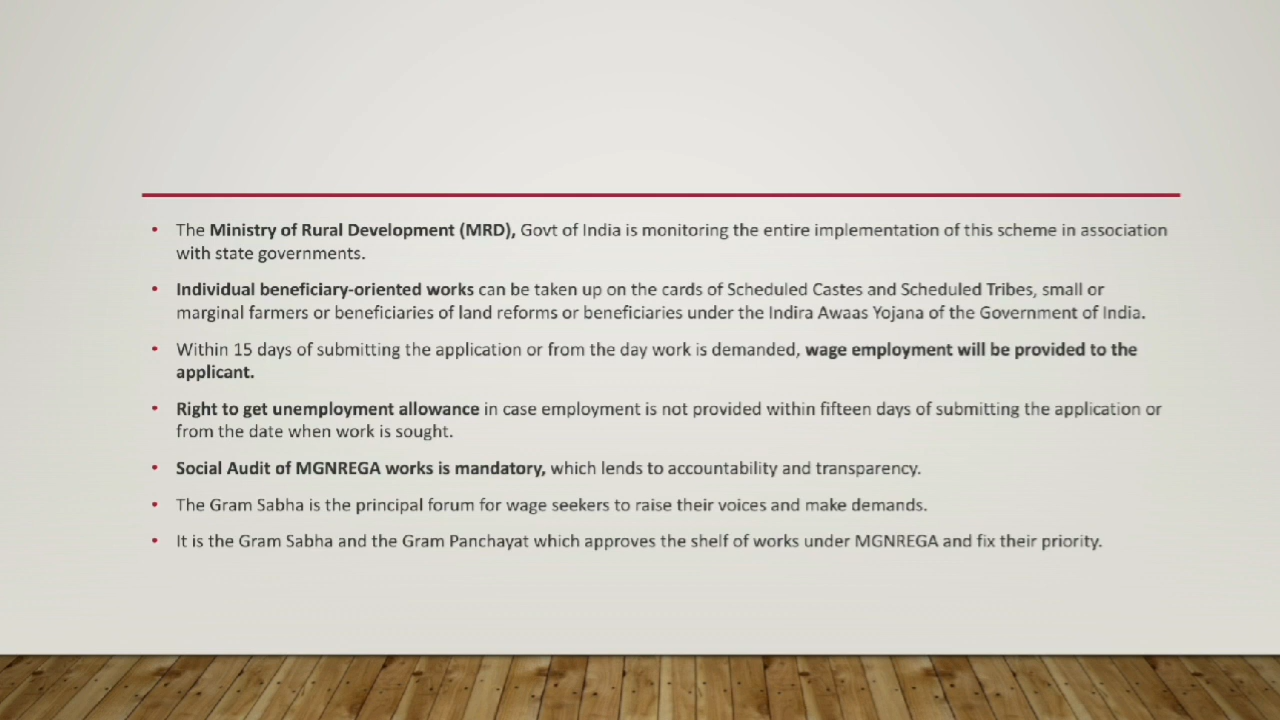 • The Ministry of Rural Development (MRD), Govt of India is monitoring the entire implementation of this scheme in association
with state governments.
• Individual beneficiary-oriented works can be taken up on the cards of Scheduled Castes and Scheduled Tribes, small or
marginal farmers or beneficiaries of land reforms or beneficiaries under the Indira Awaas Yojana of the Government of India.
• Within 15 days of submitting the application or from the day work is demanded, wage employment will be provided to the
applicant.
• Right to get unemployment allowance in case employment is not provided within fifteen days of submitting the application or
from the date when work is sought.
• Social Audit of MGNREGA works is mandatory, which lends to accountability and transparency.
• The Gram Sabha is the principal forum for wage seekers to raise their voices and make demands.
• It is the Gram Sabha and the Gram Panchayat which approves the shelf of works under MGNREGA and fix their priority.